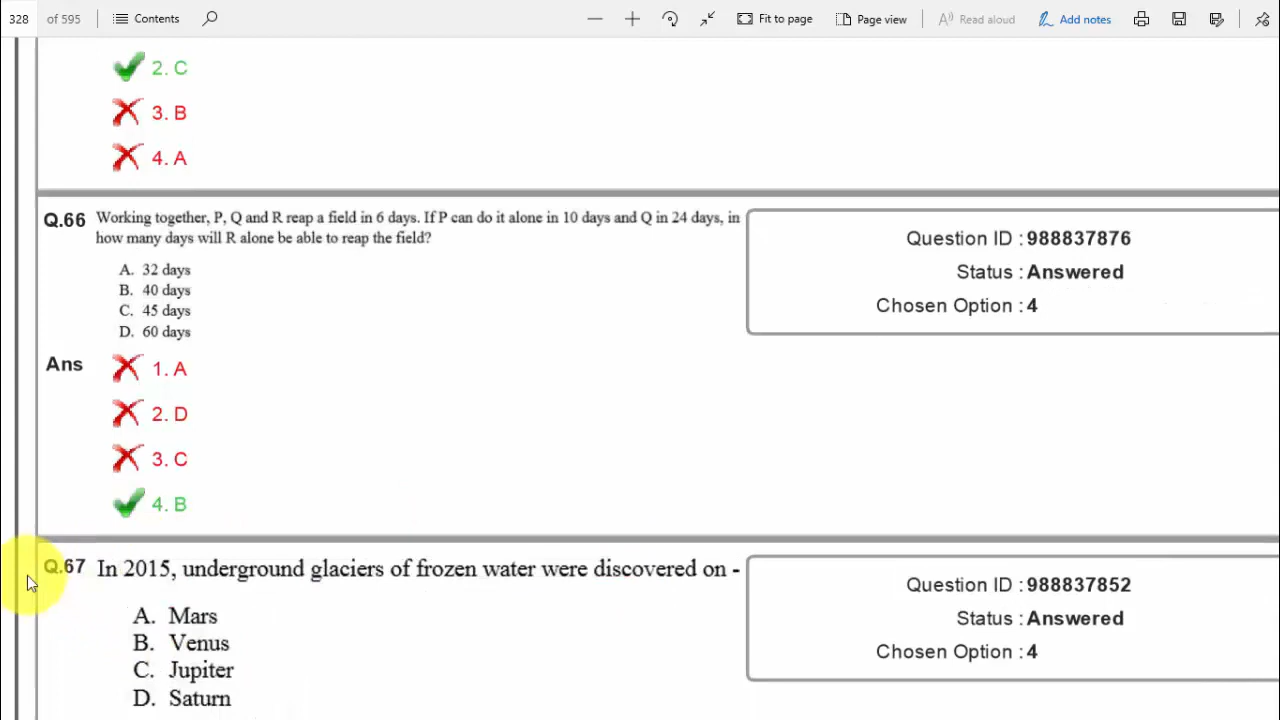 328 of 595 Contents Fit to page Page view Read aloud Add notes
2. C
3. B
4. A
Q.66 Working together, P, Q and R reap a field in 6 days. If P can do it alone in 10 days and Q in 24 days, in
how many days will R alone be able to reap the field?
A. 32 days
B. 40 days
C. 45 days
D. 60 days
Question ID : 988837876
Status : Answered
Chosen Option : 4
Ans 1. A
2. D
3. C
4. B
Q.67 In 2015, underground glaciers of frozen water were discovered on -
A. Mars
B. Venus
C. Jupiter
D. Saturn
Question ID : 988837852
Status : Answered
Chosen Option : 4